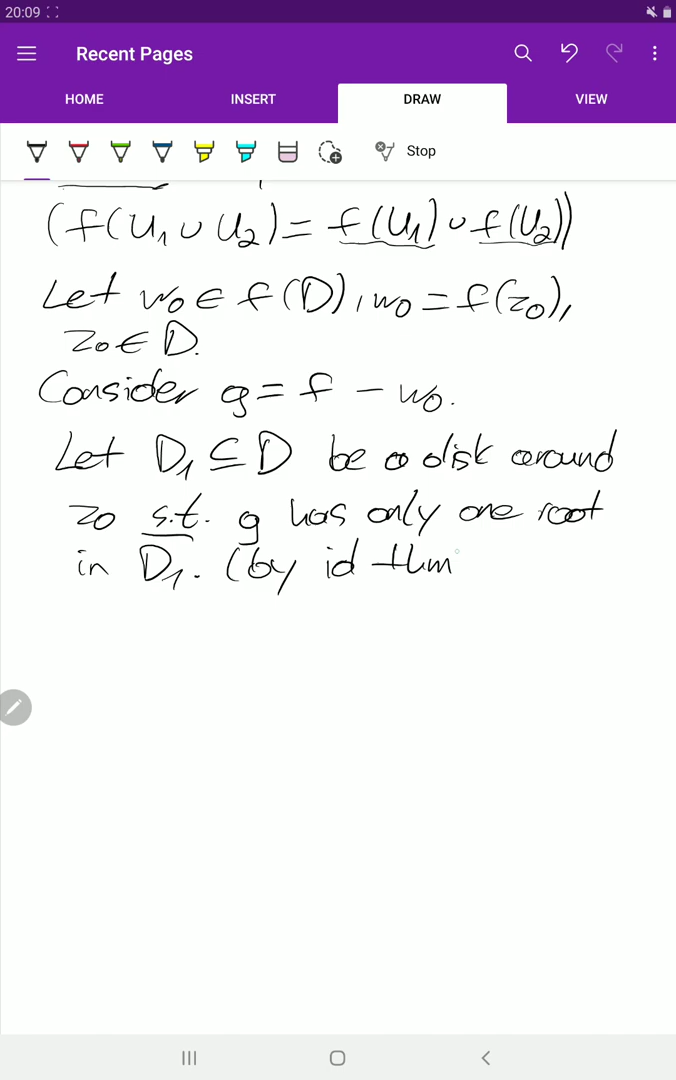 20:09
Recent Pages
HOME INSERT DRAW VIEW
Stop
(f(U₁ ∪ U₂) = f(U₁) ∪ f(U₂))
Let w₀ ∈ f(D), w₀ = f(z₀),
z₀ ∈ D.
Consider g = f - w₀.
Let D₁ ⊆ D be a disk around
z₀ s.t. g has only one root
in D₁. (by id thm